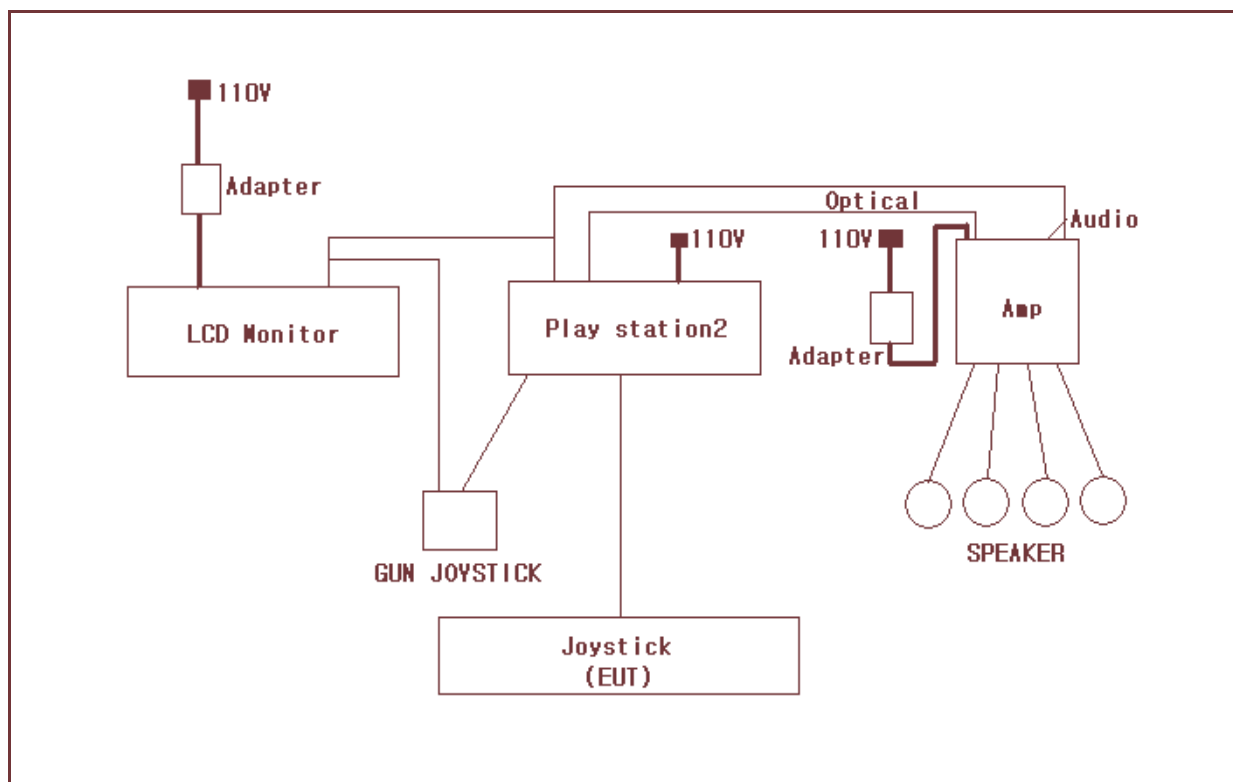 110V
Adapter
Optical
Audio
110V
110V
LCD Monitor
Play station2
Amp
Adapter
SPEAKER
GUN JOYSTICK
Joystick
(EUT)